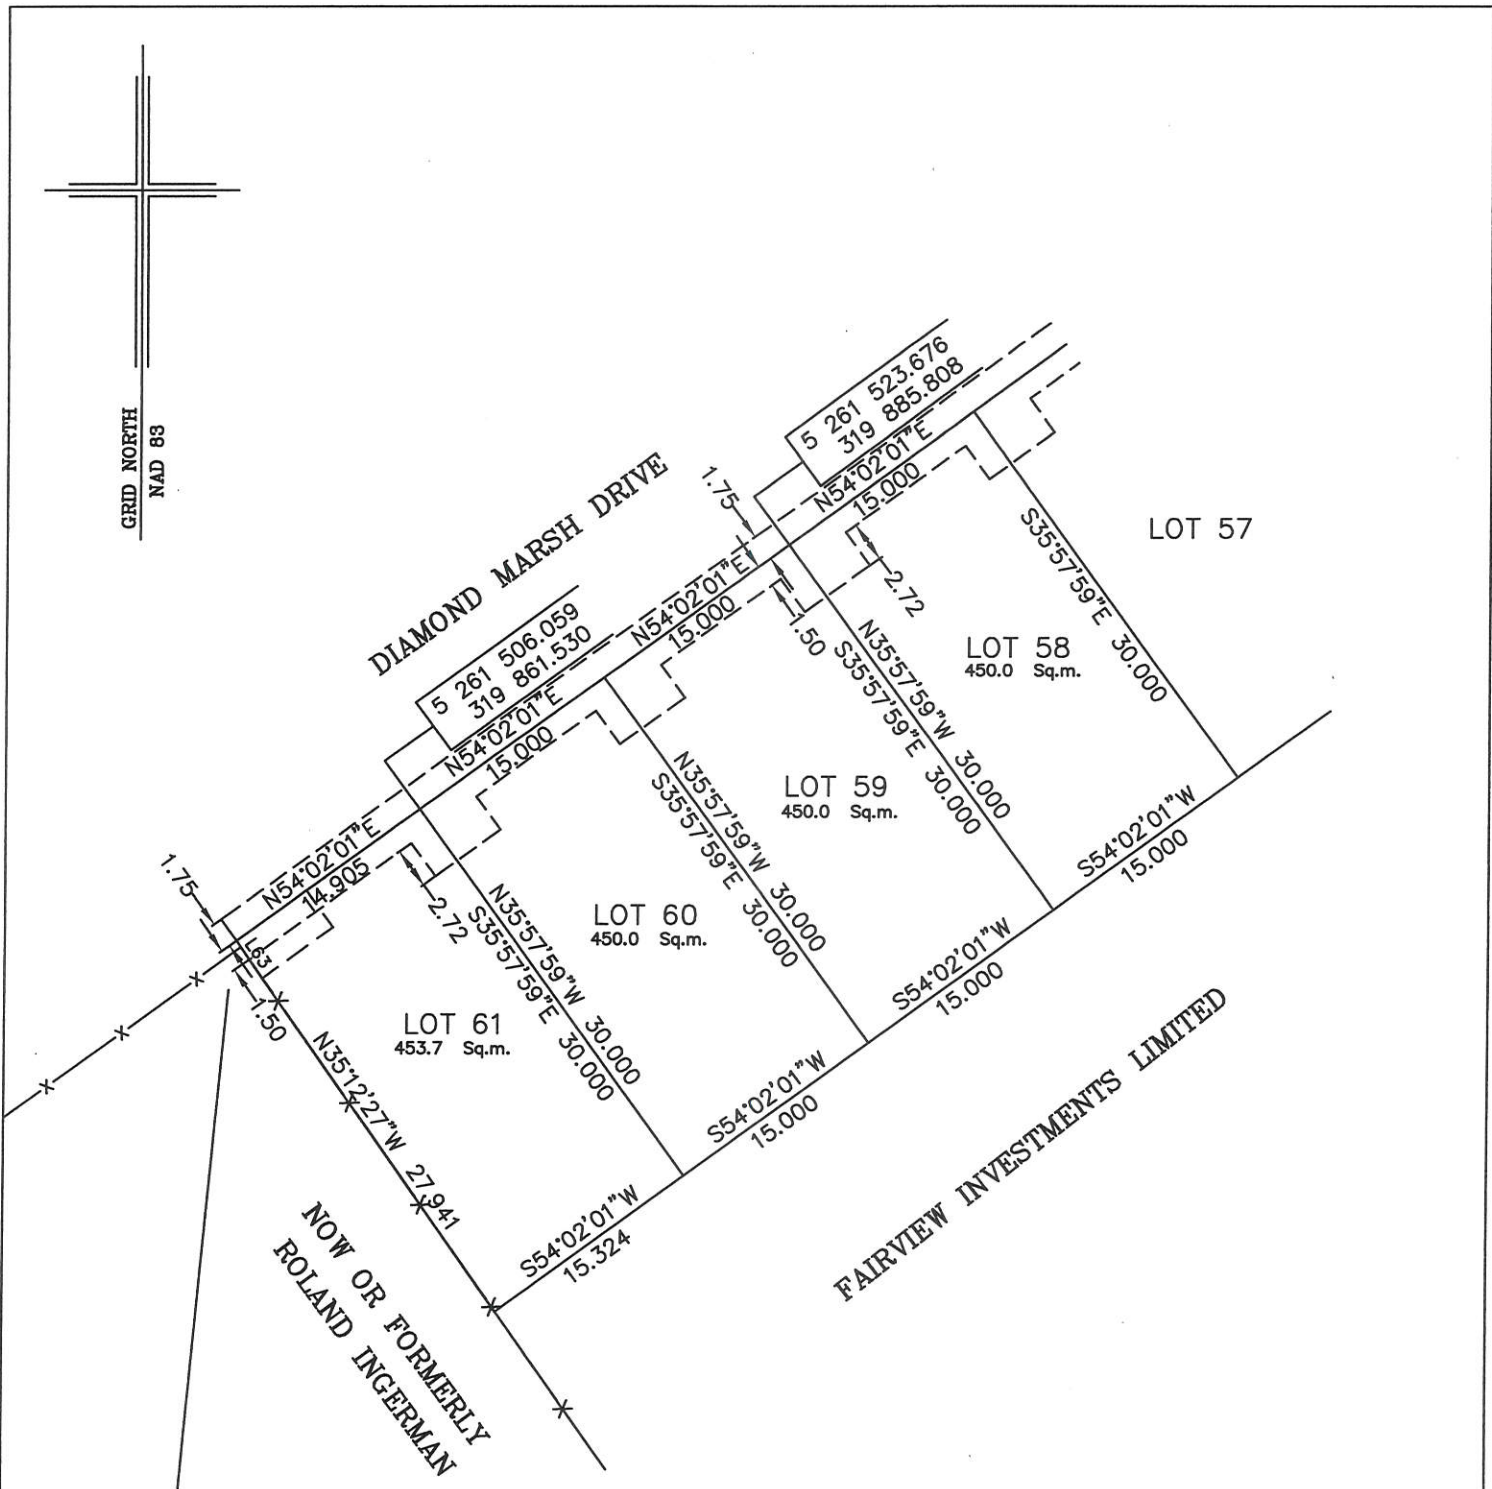 GRID NORTH
NAD 83
DIAMOND MARSH DRIVE
5 261 523.676
319 885.808
N54°02'01"E
15.000
1.75
5 261 506.059
319 861.530
N54°02'01"E
15.000
N54°02'01"E
15.000
1.75
N54°02'01"E
14.905
L63
1.50
2.72
1.50
2.72
LOT 57
S35°57'59"E 30.000
LOT 58
450.0 Sq.m.
N35°57'59"W 30.000
S35°57'59"E 30.000
LOT 59
450.0 Sq.m.
N35°57'59"W 30.000
S35°57'59"E 30.000
LOT 60
450.0 Sq.m.
N35°57'59"W 30.000
S35°57'59"E 30.000
LOT 61
453.7 Sq.m.
N35°12'27"W 27.941
S54°02'01"W
15.000
S54°02'01"W
15.000
S54°02'01"W
15.000
S54°02'01"W
15.324
NOW OR FORMERLY
ROLAND INGERMAN
FAIRVIEW INVESTMENTS LIMITED